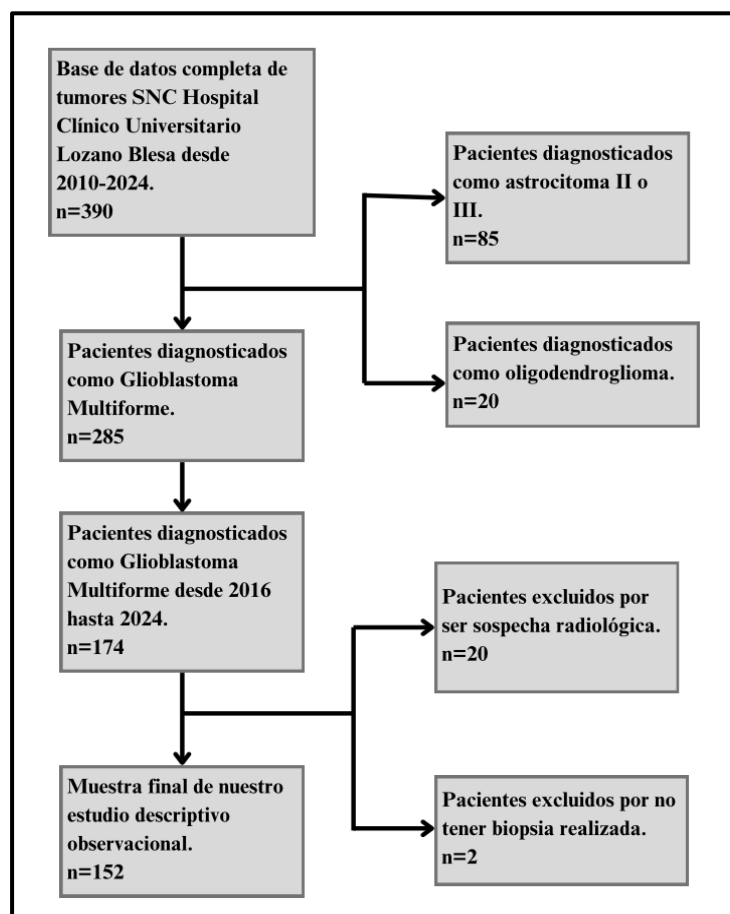 Base de datos completa de
tumores SNC Hospital
Clínico Universitario
Lozano Blesa desde
2010-2024.
n=390
Pacientes diagnosticados
como astrocitoma II o
III.
n=85
Pacientes diagnosticados
como Glioblastoma
Multiforme.
n=285
Pacientes diagnosticados
como oligodendroglioma.
n=20
Pacientes diagnosticados
como Glioblastoma
Multiforme desde 2016
hasta 2024.
n=174
Pacientes excluidos por
ser sospecha radiológica.
n=20
Muestra final de nuestro
estudio descriptivo
observacional.
n=152
Pacientes excluidos por no
tener biopsia realizada.
n=2